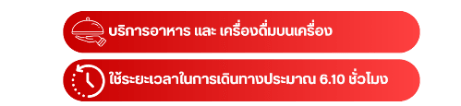 บริการอาหาร และ เครื่องดื่มบนเครื่อง
ใช้ระยะเวลาในการเดินทางประมาณ 6.10 ชั่วโมง